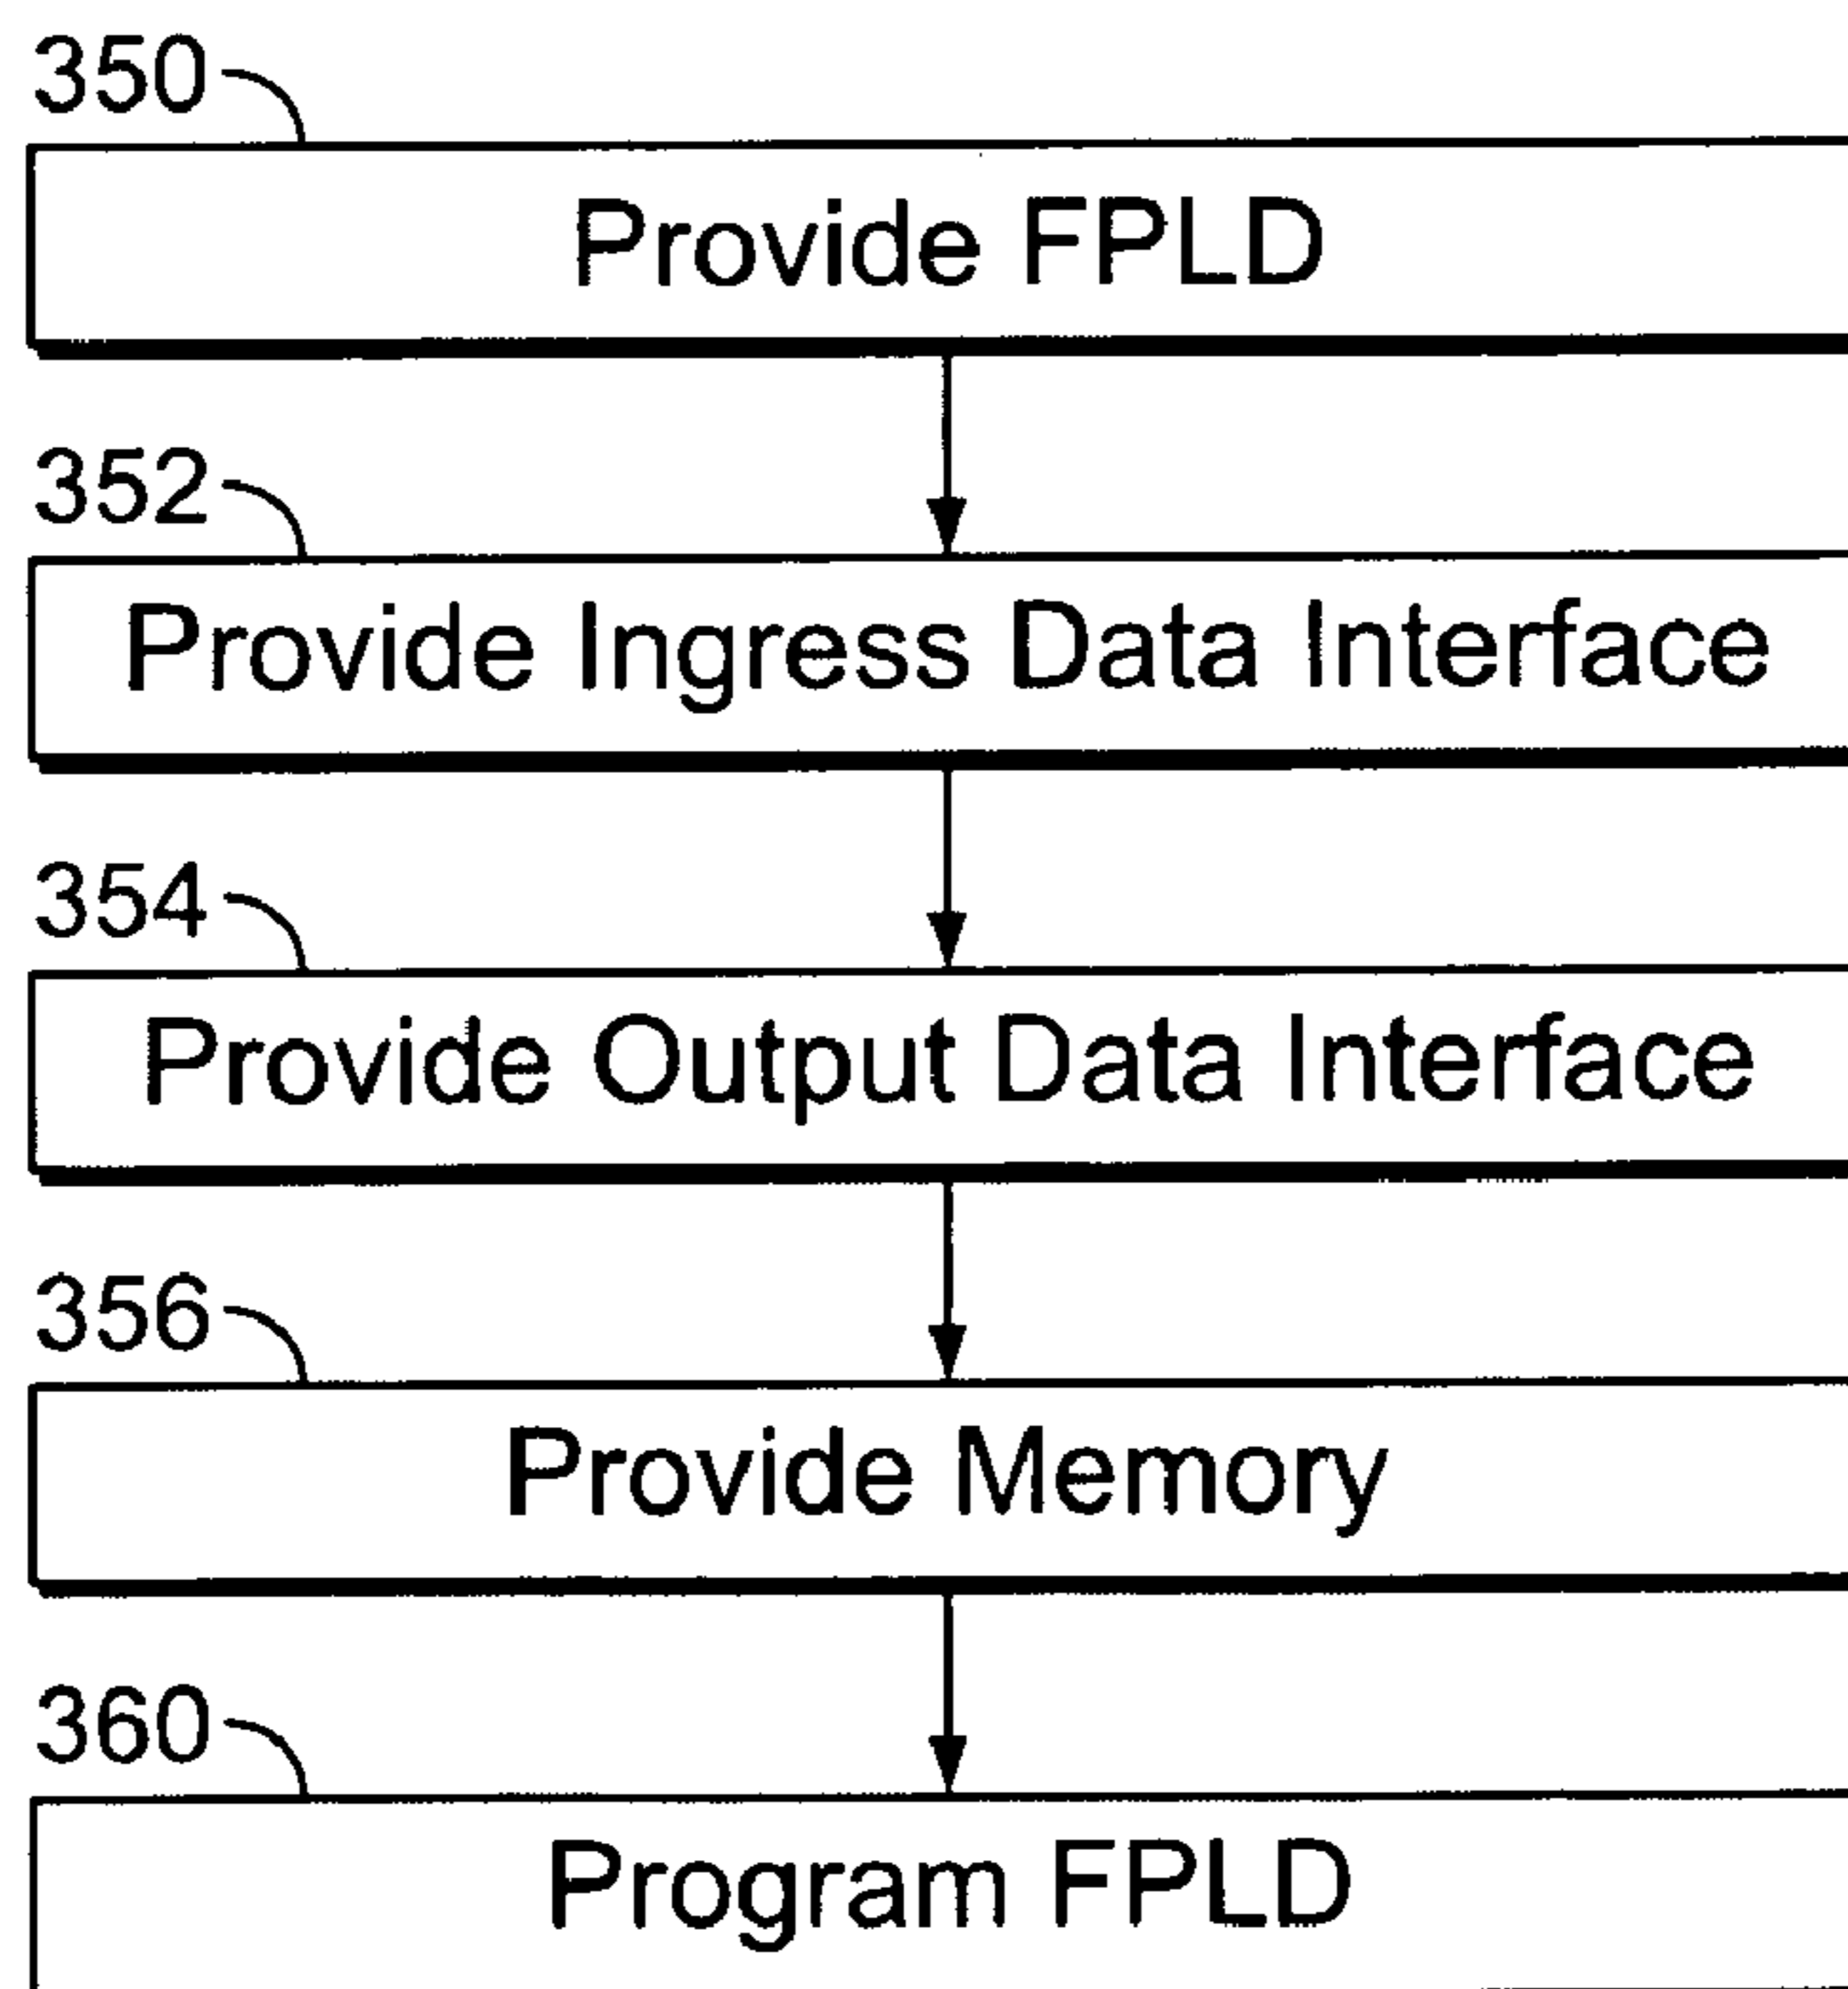 350
Provide FPLD
352
Provide Ingress Data Interface
354
Provide Output Data Interface
356
Provide Memory
360
Program FPLD